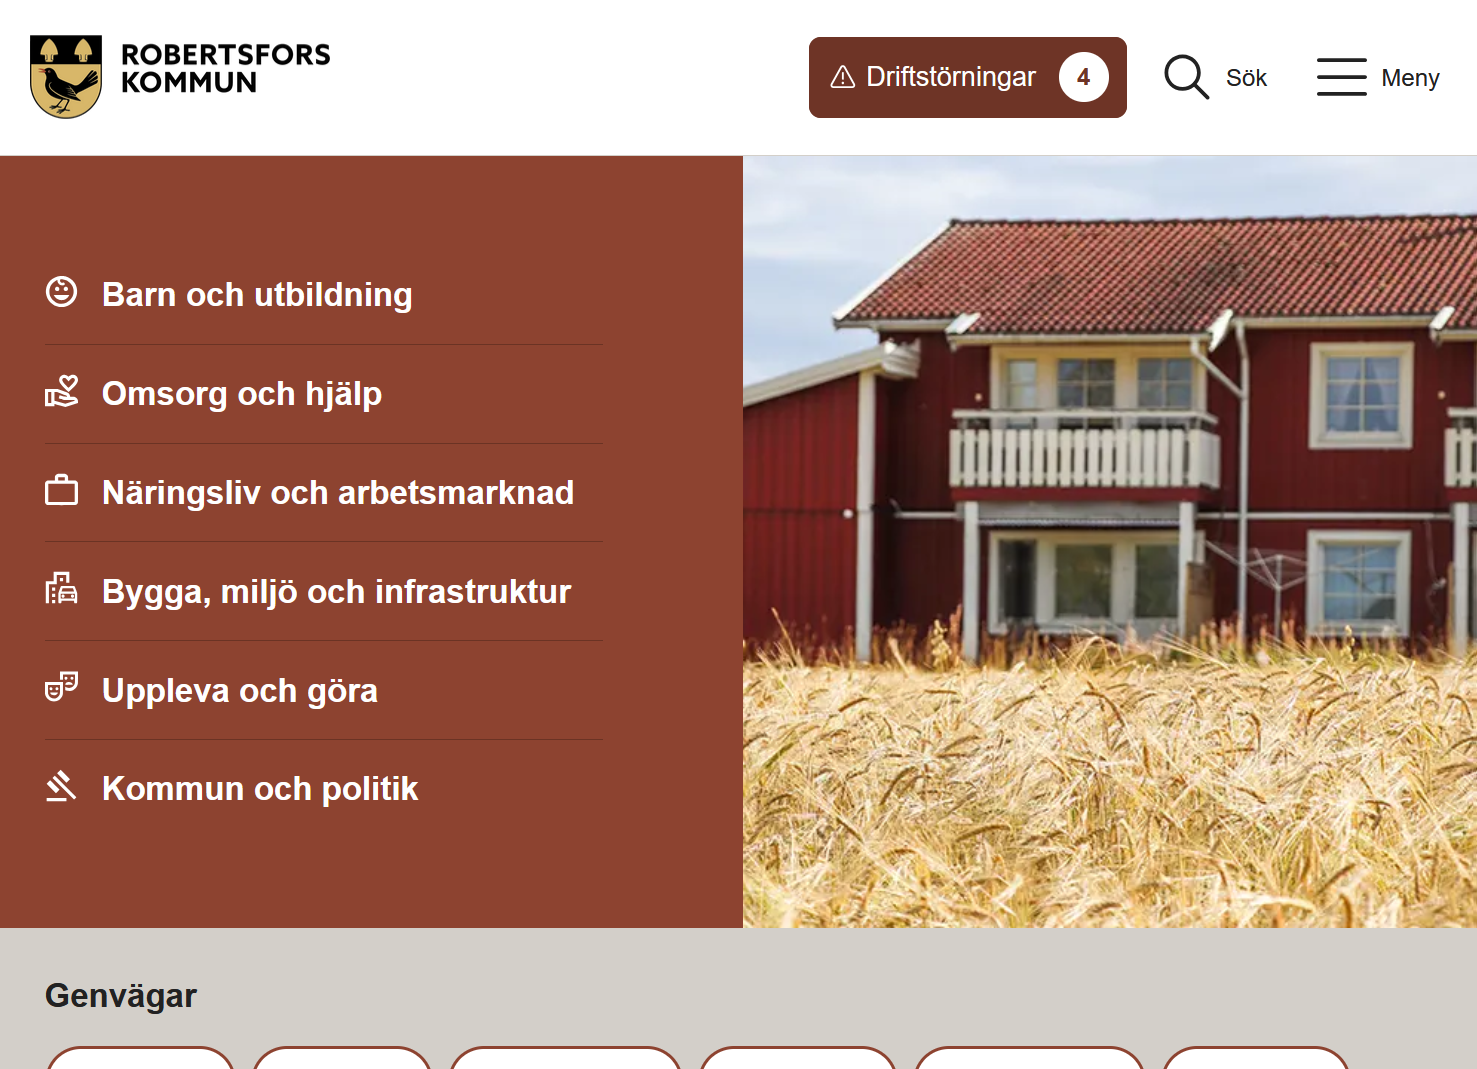 ROBERTSFORS
KOMMUN
Driftstörningar 4
Sök
Meny
Barn och utbildning
Omsorg och hjälp
Näringsliv och arbetsmarknad
Bygga, miljö och infrastruktur
Uppleva och göra
Kommun och politik
Genvägar